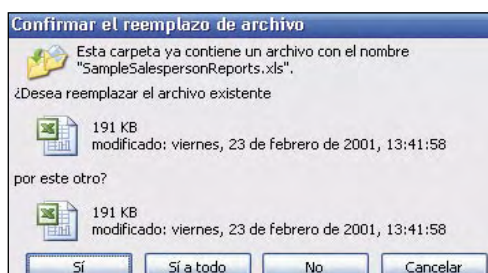 Confirmar el reemplazo de archivo
Esta carpeta ya contiene un archivo con el nombre
"SampleSalespersonReports.xls".
¿Desea reemplazar el archivo existente
191 KB
modificado: viernes, 23 de febrero de 2001, 13:41:58
por este otro?
191 KB
modificado: viernes, 23 de febrero de 2001, 13:41:58
Sí
Sí a todo
No
Cancelar